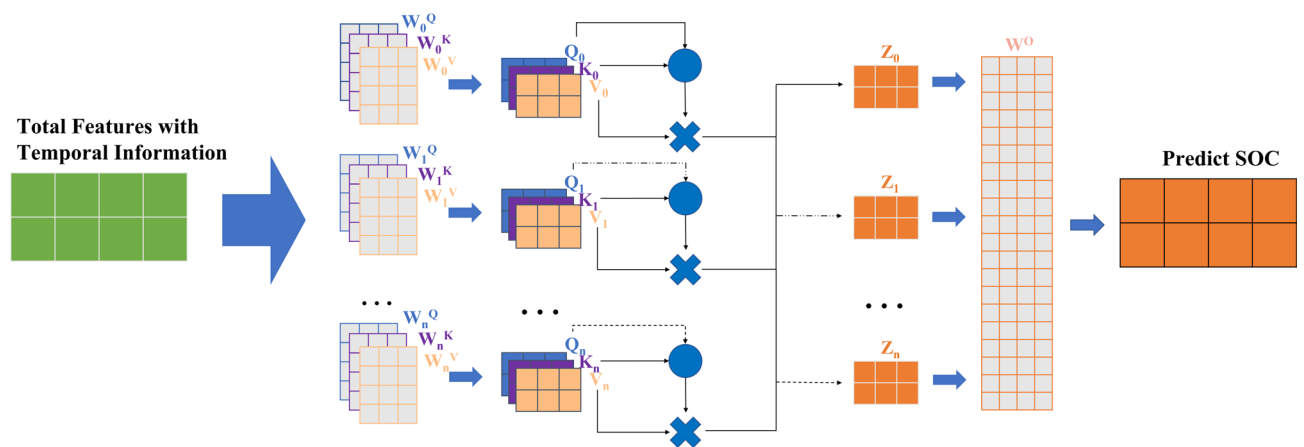 Total Features with
Temporal Information
W₀Q
W₀K
W₀V
Q₀
K₀
V₀
Z₀
Wᴼ
W₁Q
W₁K
W₁V
Q₁
K₁
V₁
Z₁
Predict SOC
...
...
...
WₙQ
WₙK
WₙV
Qₙ
Kₙ
Vₙ
Zₙ